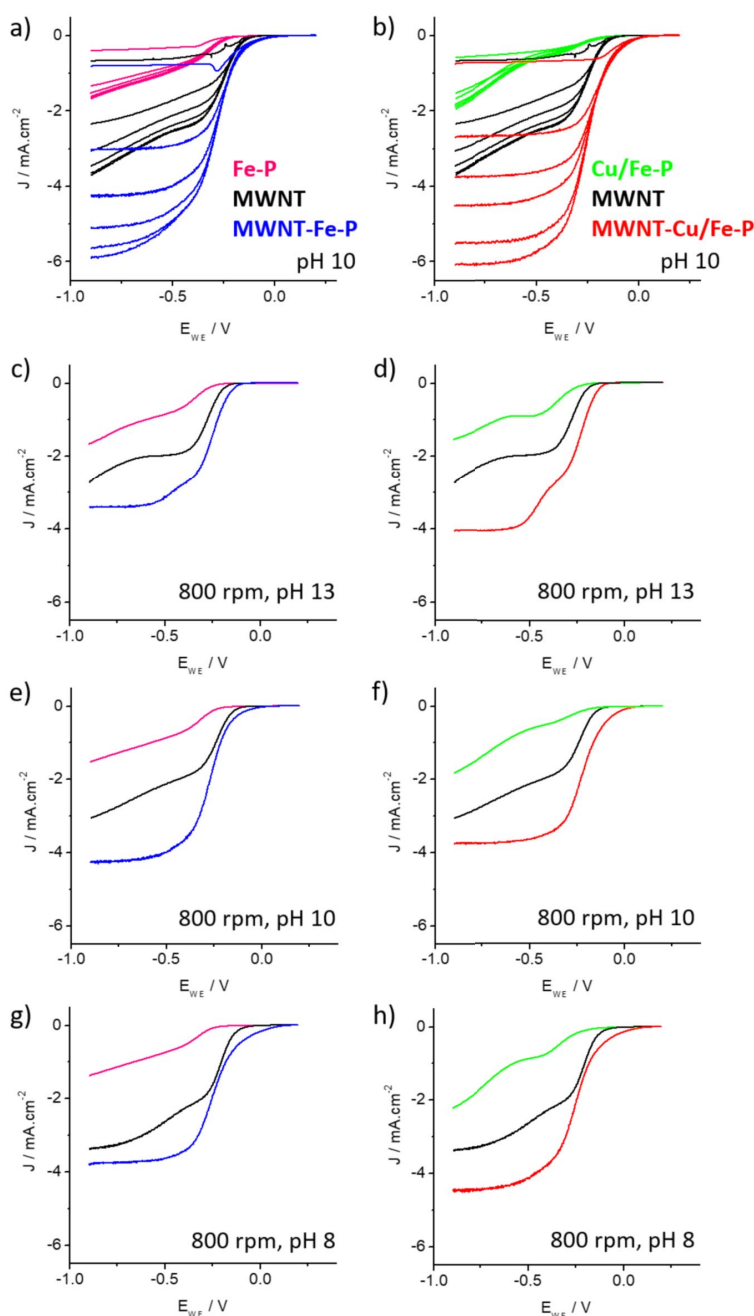 a)
0
-2
-4
-6
J / mA.cm-2
Fe-P
MWNT
MWNT-Fe-P
pH 10
-1.0 -0.5 0.0
EWE / V
b)
0
-2
-4
-6
J / mA.cm-2
Cu/Fe-P
MWNT
MWNT-Cu/Fe-P
pH 10
-1.0 -0.5 0.0
EWE / V
c)
0
-2
-4
-6
J / mA.cm-2
800 rpm, pH 13
-1.0 -0.5 0.0
EWE / V
d)
0
-2
-4
-6
J / mA.cm-2
800 rpm, pH 13
-1.0 -0.5 0.0
EWE / V
e)
0
-2
-4
-6
J / mA.cm-2
800 rpm, pH 10
-1.0 -0.5 0.0
EWE / V
f)
0
-2
-4
-6
J / mA.cm-2
800 rpm, pH 10
-1.0 -0.5 0.0
EWE / V
g)
0
-2
-4
-6
J / mA.cm-2
800 rpm, pH 8
-1.0 -0.5 0.0
EWE / V
h)
0
-2
-4
-6
J / mA.cm-2
800 rpm, pH 8
-1.0 -0.5 0.0
EWE / V